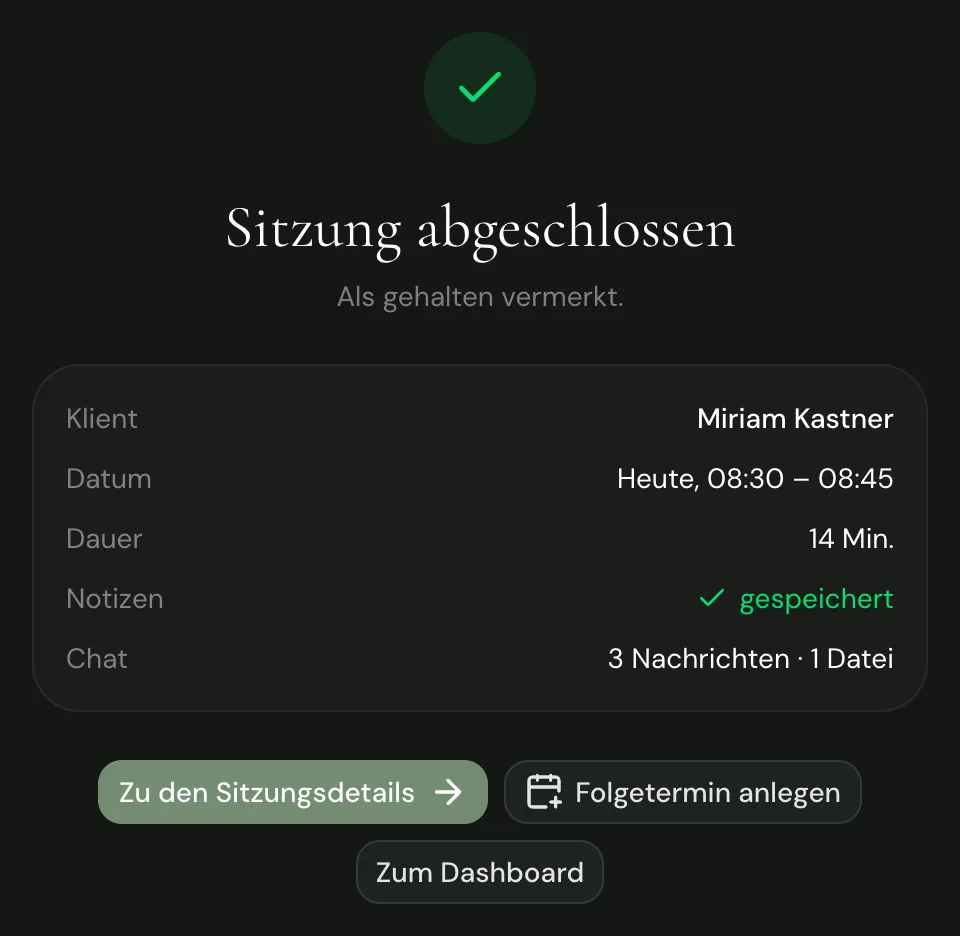 Sitzung abgeschlossen
Als gehalten vermerkt.
Klient Miriam Kastner
Datum Heute, 08:30 – 08:45
Dauer 14 Min.
Notizen gespeichert
Chat 3 Nachrichten · 1 Datei
Zu den Sitzungsdetails Folgetermin anlegen
Zum Dashboard